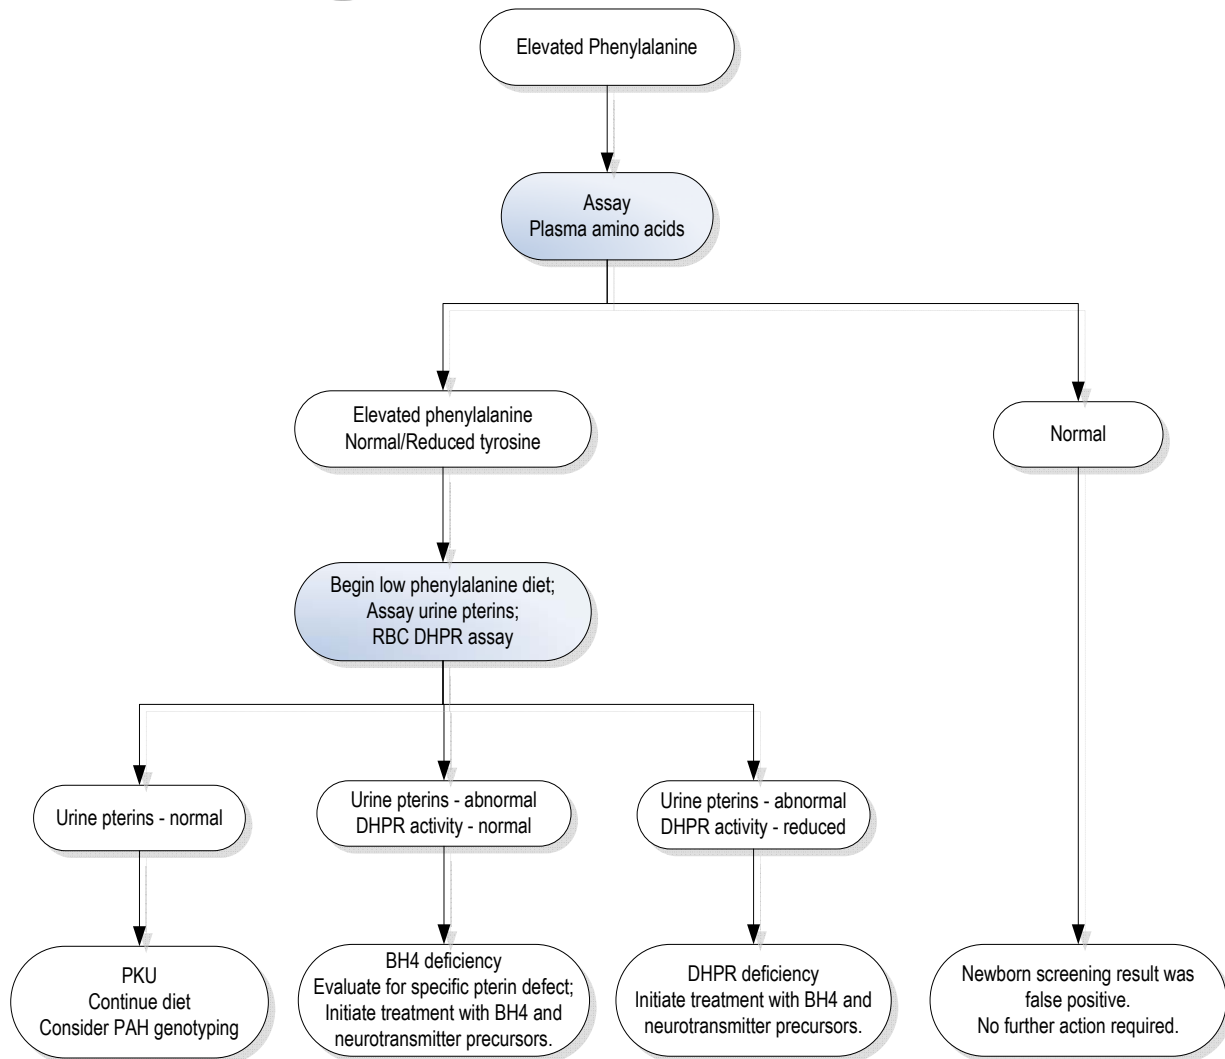 Elevated Phenylalanine
Assay
Plasma amino acids
Elevated phenylalanine
Normal/Reduced tyrosine
Normal
Begin low phenylalanine diet;
Assay urine pterins;
RBC DHPR assay
Urine pterins - normal
Urine pterins - abnormal
DHPR activity - normal
Urine pterins - abnormal
DHPR activity - reduced
PKU
Continue diet
Consider PAH genotyping
BH4 deficiency
Evaluate for specific pterin defect;
Initiate treatment with BH4 and
neurotransmitter precursors.
DHPR deficiency
Initiate treatment with BH4 and
neurotransmitter precursors.
Newborn screening result was
false positive.
No further action required.